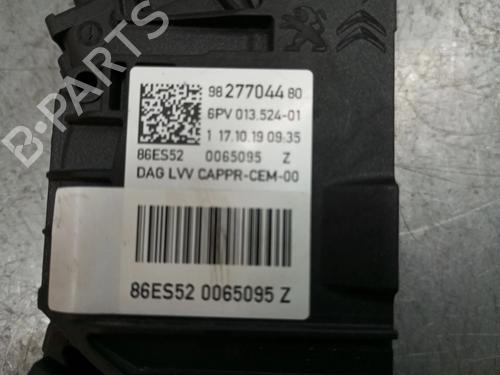 98 277044 80
6PV 013.524-01
1 17.10.19 09:35
86ES52 0065095 Z
DAG LVV CAPPR-CEM-00
86ES52 0065095 Z
B-PARTS